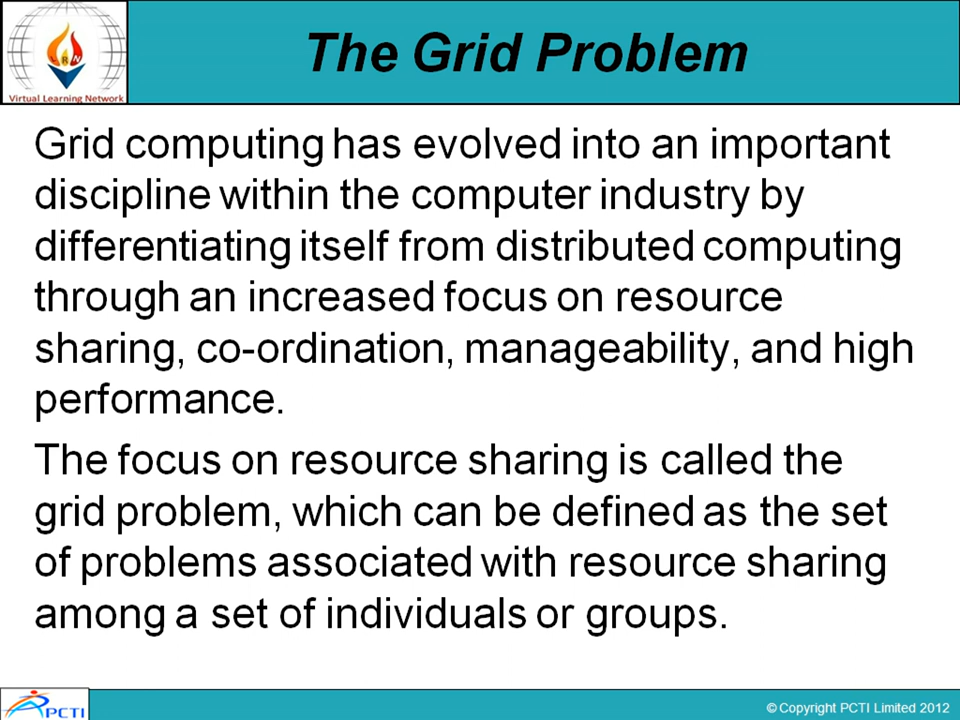 The Grid Problem
RN
Virtual Learning Network
Grid computing has evolved into an important
discipline within the computer industry by
differentiating itself from distributed computing
through an increased focus on resource
sharing, co-ordination, manageability, and high
performance.
The focus on resource sharing is called the
grid problem, which can be defined as the set
of problems associated with resource sharing
among a set of individuals or groups.
PCTI
© Copyright PCTI Limited 2012